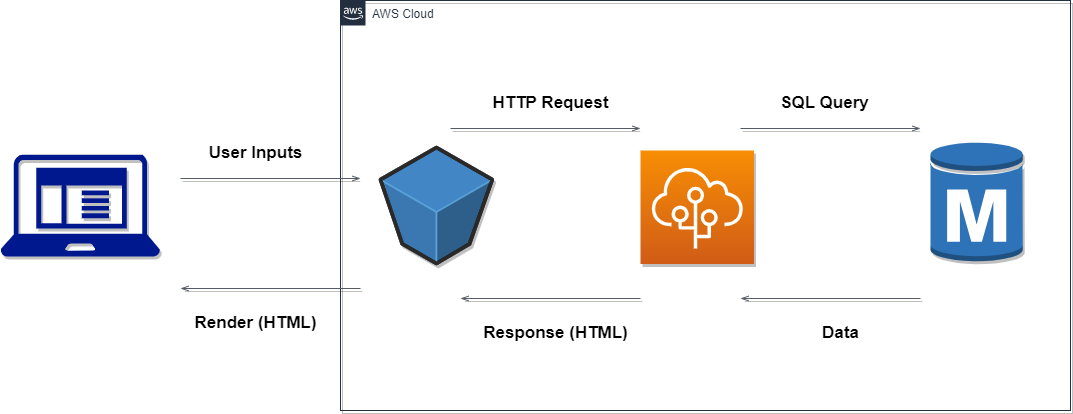 aws
AWS Cloud
HTTP Request
SQL Query
User Inputs
M
Render (HTML)
Response (HTML)
Data